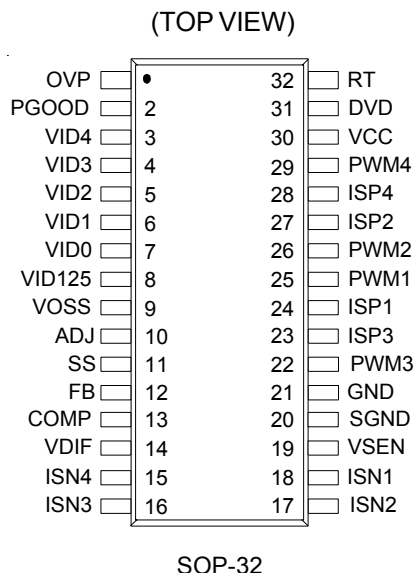 (TOP VIEW)
OVP 32 RT
PGOOD 2 31 DVD
VID4 3 30 VCC
VID3 4 29 PWM4
VID2 5 28 ISP4
VID1 6 27 ISP2
VID0 7 26 PWM2
VID125 8 25 PWM1
VOSS 9 24 ISP1
ADJ 10 23 ISP3
SS 11 22 PWM3
FB 12 21 GND
COMP 13 20 SGND
VDIF 14 19 VSEN
ISN4 15 18 ISN1
ISN3 16 17 ISN2
SOP-32